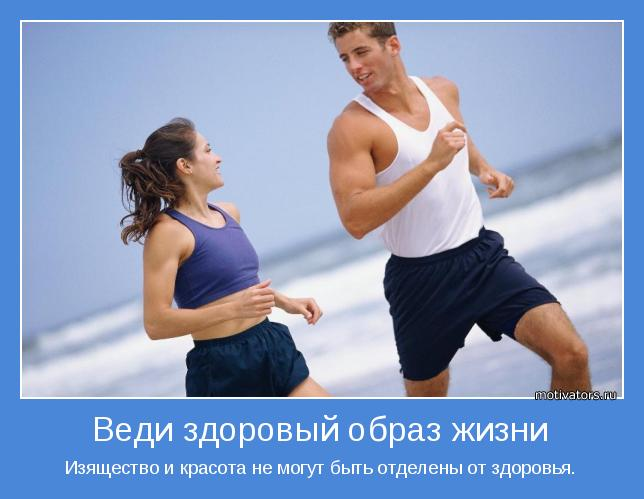 motivators.ru
Веди здоровый образ жизни
Изящество и красота не могут быть отделены от здоровья.